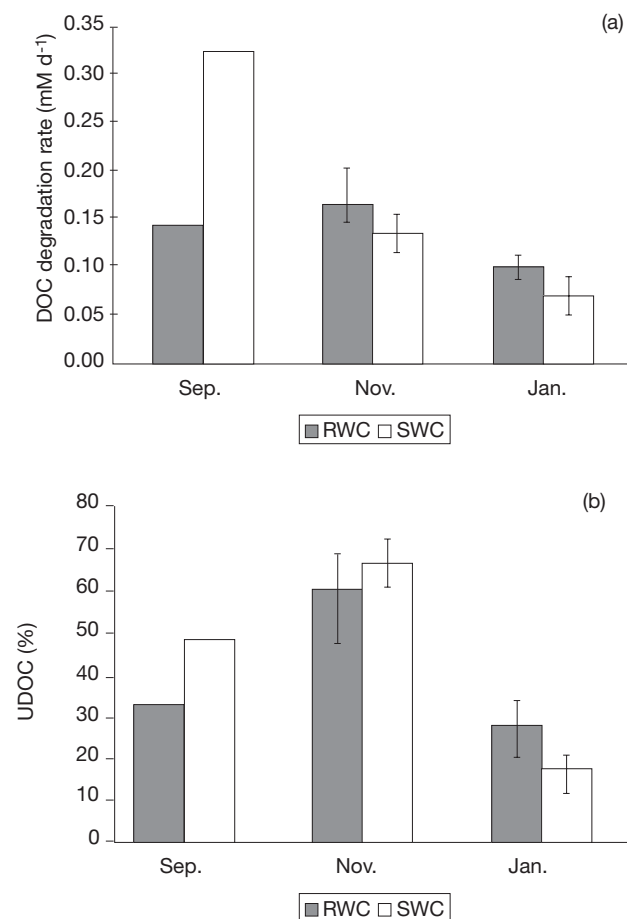 (a)
DOC degradation rate (mM d-1)
0.35
0.30
0.25
0.20
0.15
0.10
0.05
0.00
Sep. Nov. Jan.
RWC SWC
(b)
UDOC (%)
80
70
60
50
40
30
20
10
0
Sep. Nov. Jan.
RWC SWC